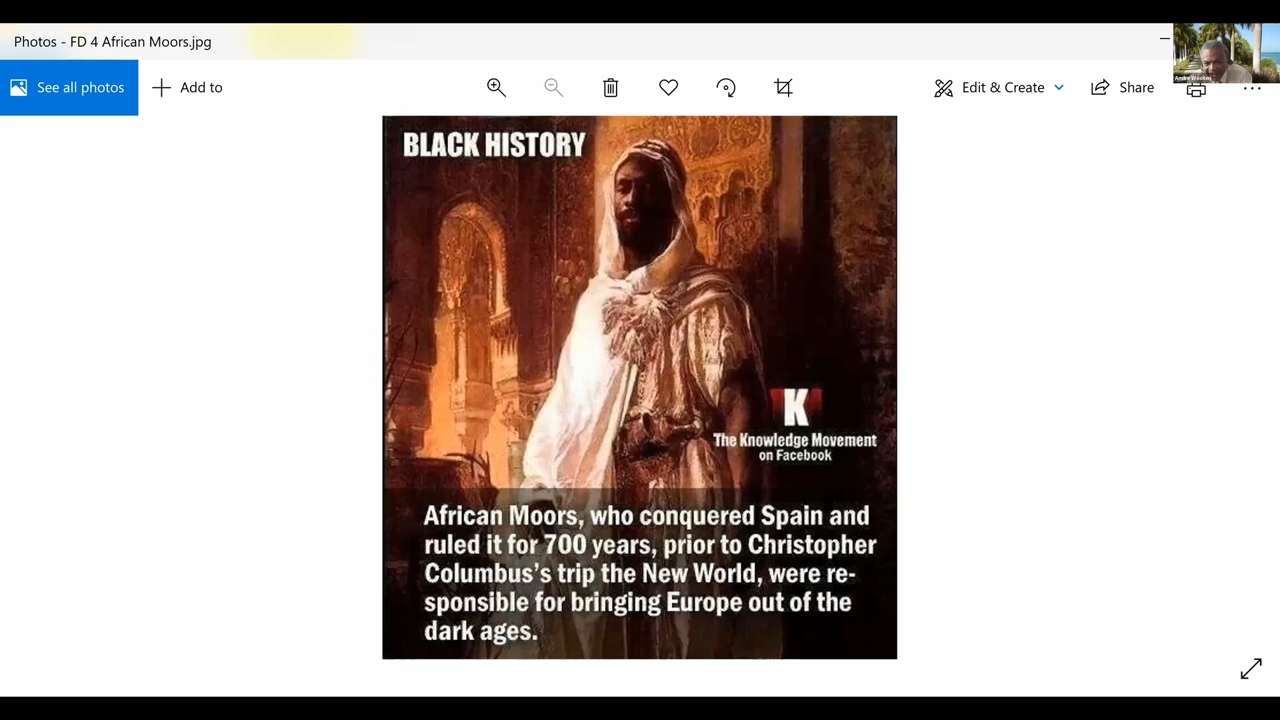 Photos - FD 4 African Moors.jpg
See all photos
Add to
Edit & Create
Share
Andre Wooten
BLACK HISTORY
K
The Knowledge Movement
on Facebook
African Moors, who conquered Spain and
ruled it for 700 years, prior to Christopher
Columbus's trip the New World, were re-
sponsible for bringing Europe out of the
dark ages.